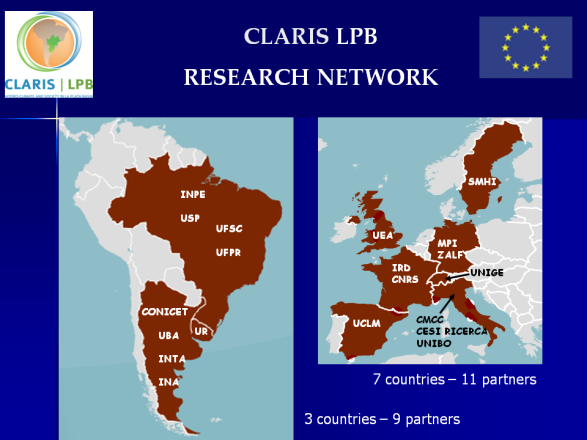 CLARIS LPB
RESEARCH NETWORK
CLARIS | LPB
INPE
USP
UFSC
UFPR
CONICET
UBA
UR
INTA
INA
SMHI
UEA
MPI
ZALF
IRD
CNRS
UNIGE
UCLM
CMCC
CESI RICERCA
UNIBO
7 countries – 11 partners
3 countries – 9 partners